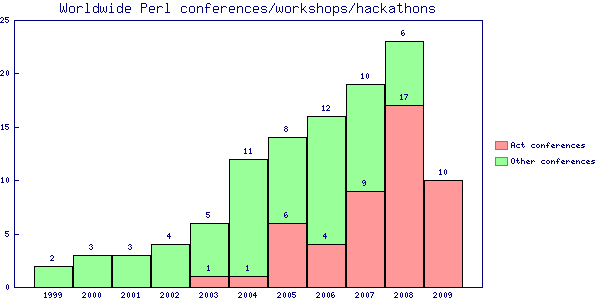 Worldwide Perl conferences/workshops/hackathons
25
20
15
10
5
0
2 3 3 4 5 11 8 12 10 6
1 1 6 4 9 17 10
1999 2000 2001 2002 2003 2004 2005 2006 2007 2008 2009
Act conferences
Other conferences